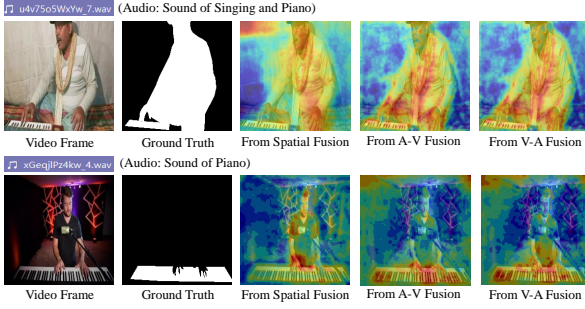 u4v75o5WxYw_7.wav (Audio: Sound of Singing and Piano)
Video Frame Ground Truth From Spatial Fusion From A-V Fusion From V-A Fusion
xGeqjlPz4kw_4.wav (Audio: Sound of Piano)
Video Frame Ground Truth From Spatial Fusion From A-V Fusion From V-A Fusion